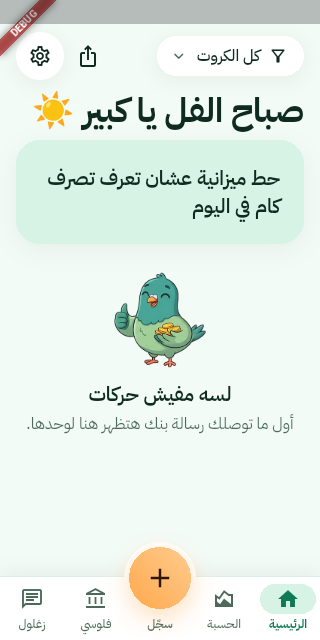 DEBUG
كل الكروت
صباح الفل يا كبير ☀️
حط ميزانية عشان تعرف تصرف
كام في اليوم
لسه مفيش حركات
أول ما توصلك رسالة بنك هتظهر هنا لوحدها.
الرئيسية
الحسبة
سجّل
فلوسي
زغلول